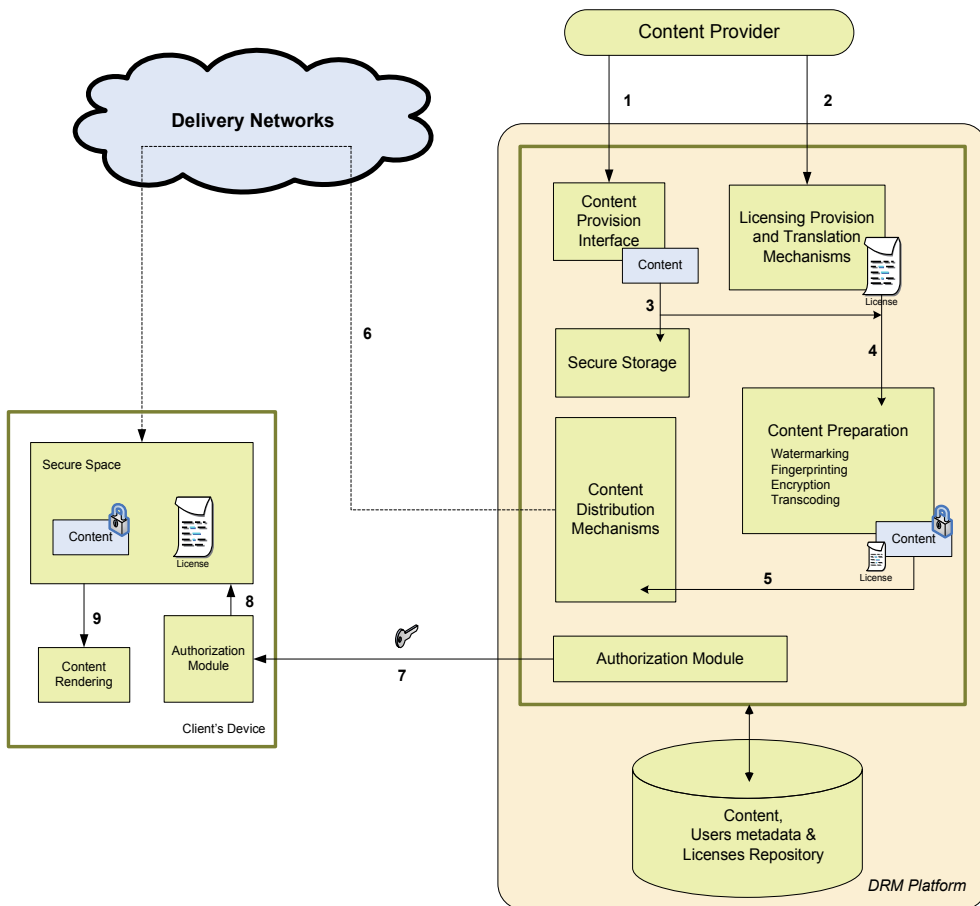 Content Provider
1
2
Delivery Networks
Content
Provision
Interface
Content
Licensing Provision
and Translation
Mechanisms
License
3
4
6
Secure Storage
Content Preparation
Watermarking
Fingerprinting
Encryption
Transcoding
Content
License
Content
Distribution
Mechanisms
5
Secure Space
Content
License
9
8
Content
Rendering
Authorization
Module
Client's Device
7
Authorization Module
Content,
Users metadata &
Licenses Repository
DRM Platform